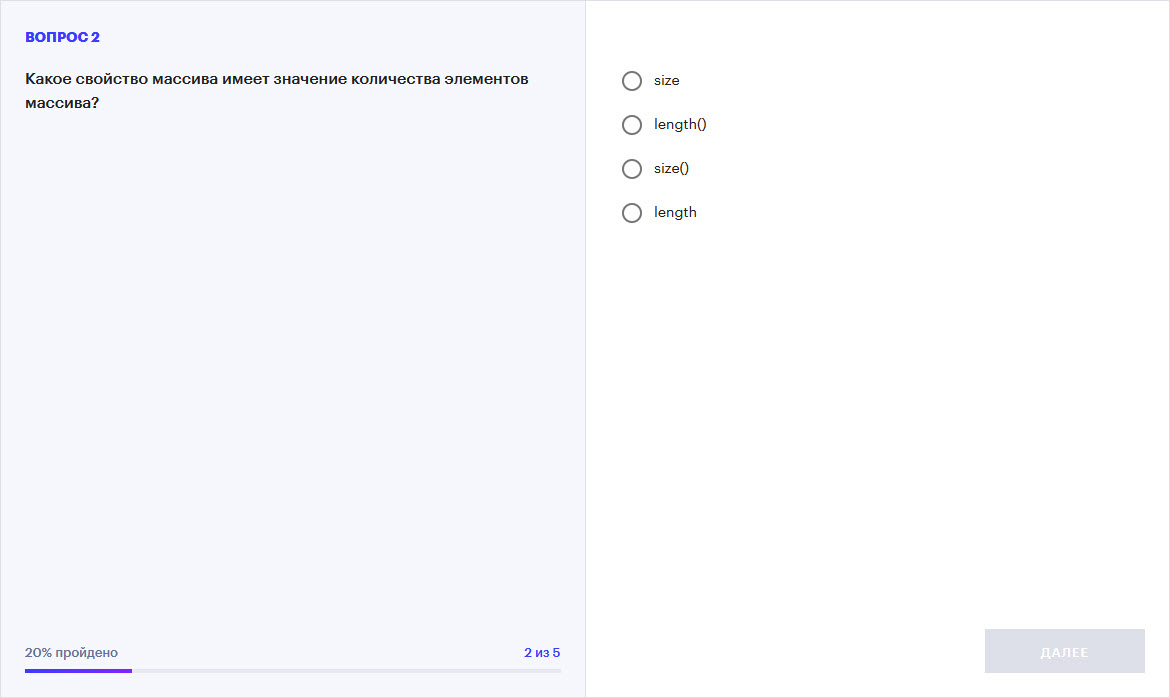 ВОПРОС 2
Какое свойство массива имеет значение количества элементов
массива?
size
length()
size()
length
20% пройдено
2 из 5
ДАЛЕЕ